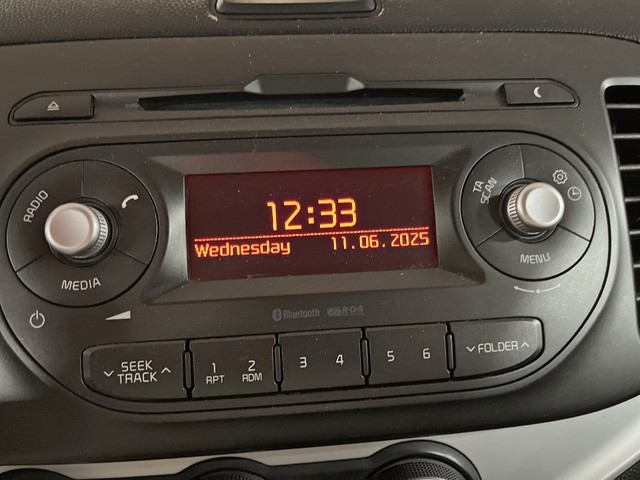 RADIO
MEDIA
12:33
Wednesday 11.06.2025
TA
SCAN
MENU
Bluetooth R·D·S
SEEK
TRACK
1 2
RPT RDM
3 4
5 6
FOLDER